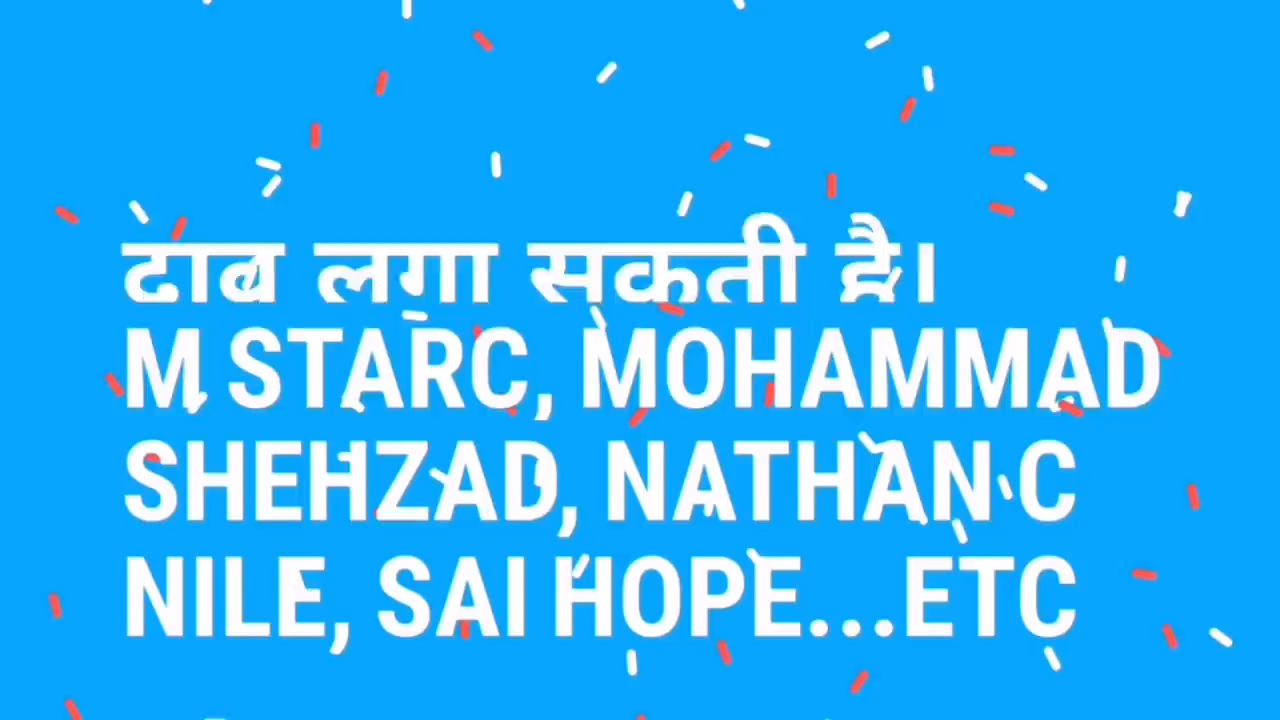 लगा सकती है।
M STARC, MOHAMMAD
SHEHZAD, NATHAN C
NILE, SAI HOPE...ETC